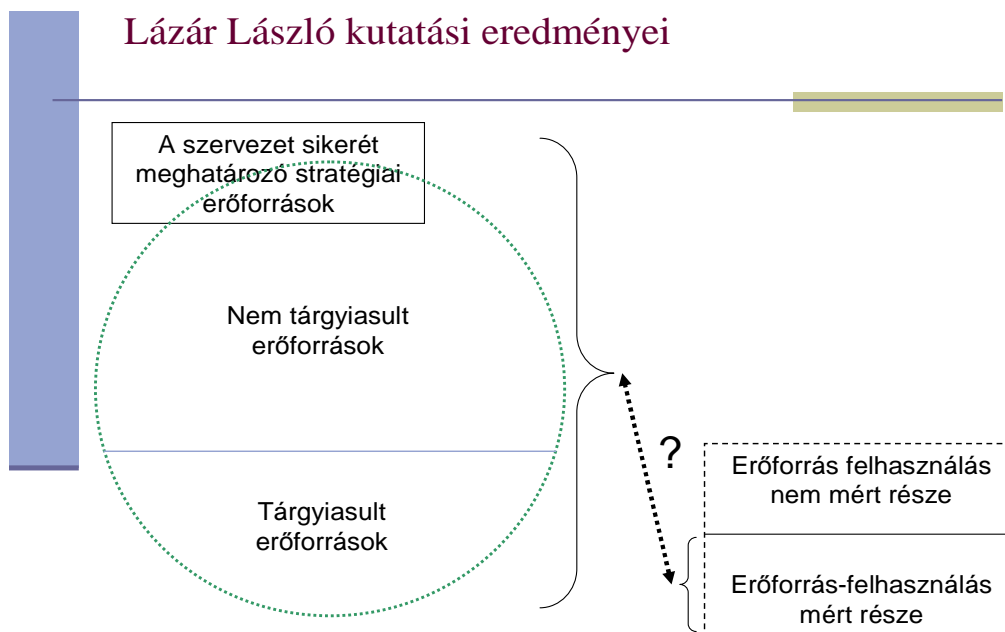 Lázár László kutatási eredményei
A szervezet sikerét
meghatározó stratégiai
erőforrások
Nem tárgyiasult
erőforrások
Tárgyiasult
erőforrások
?
Erőforrás felhasználás
nem mért része
Erőforrás-felhasználás
mért része